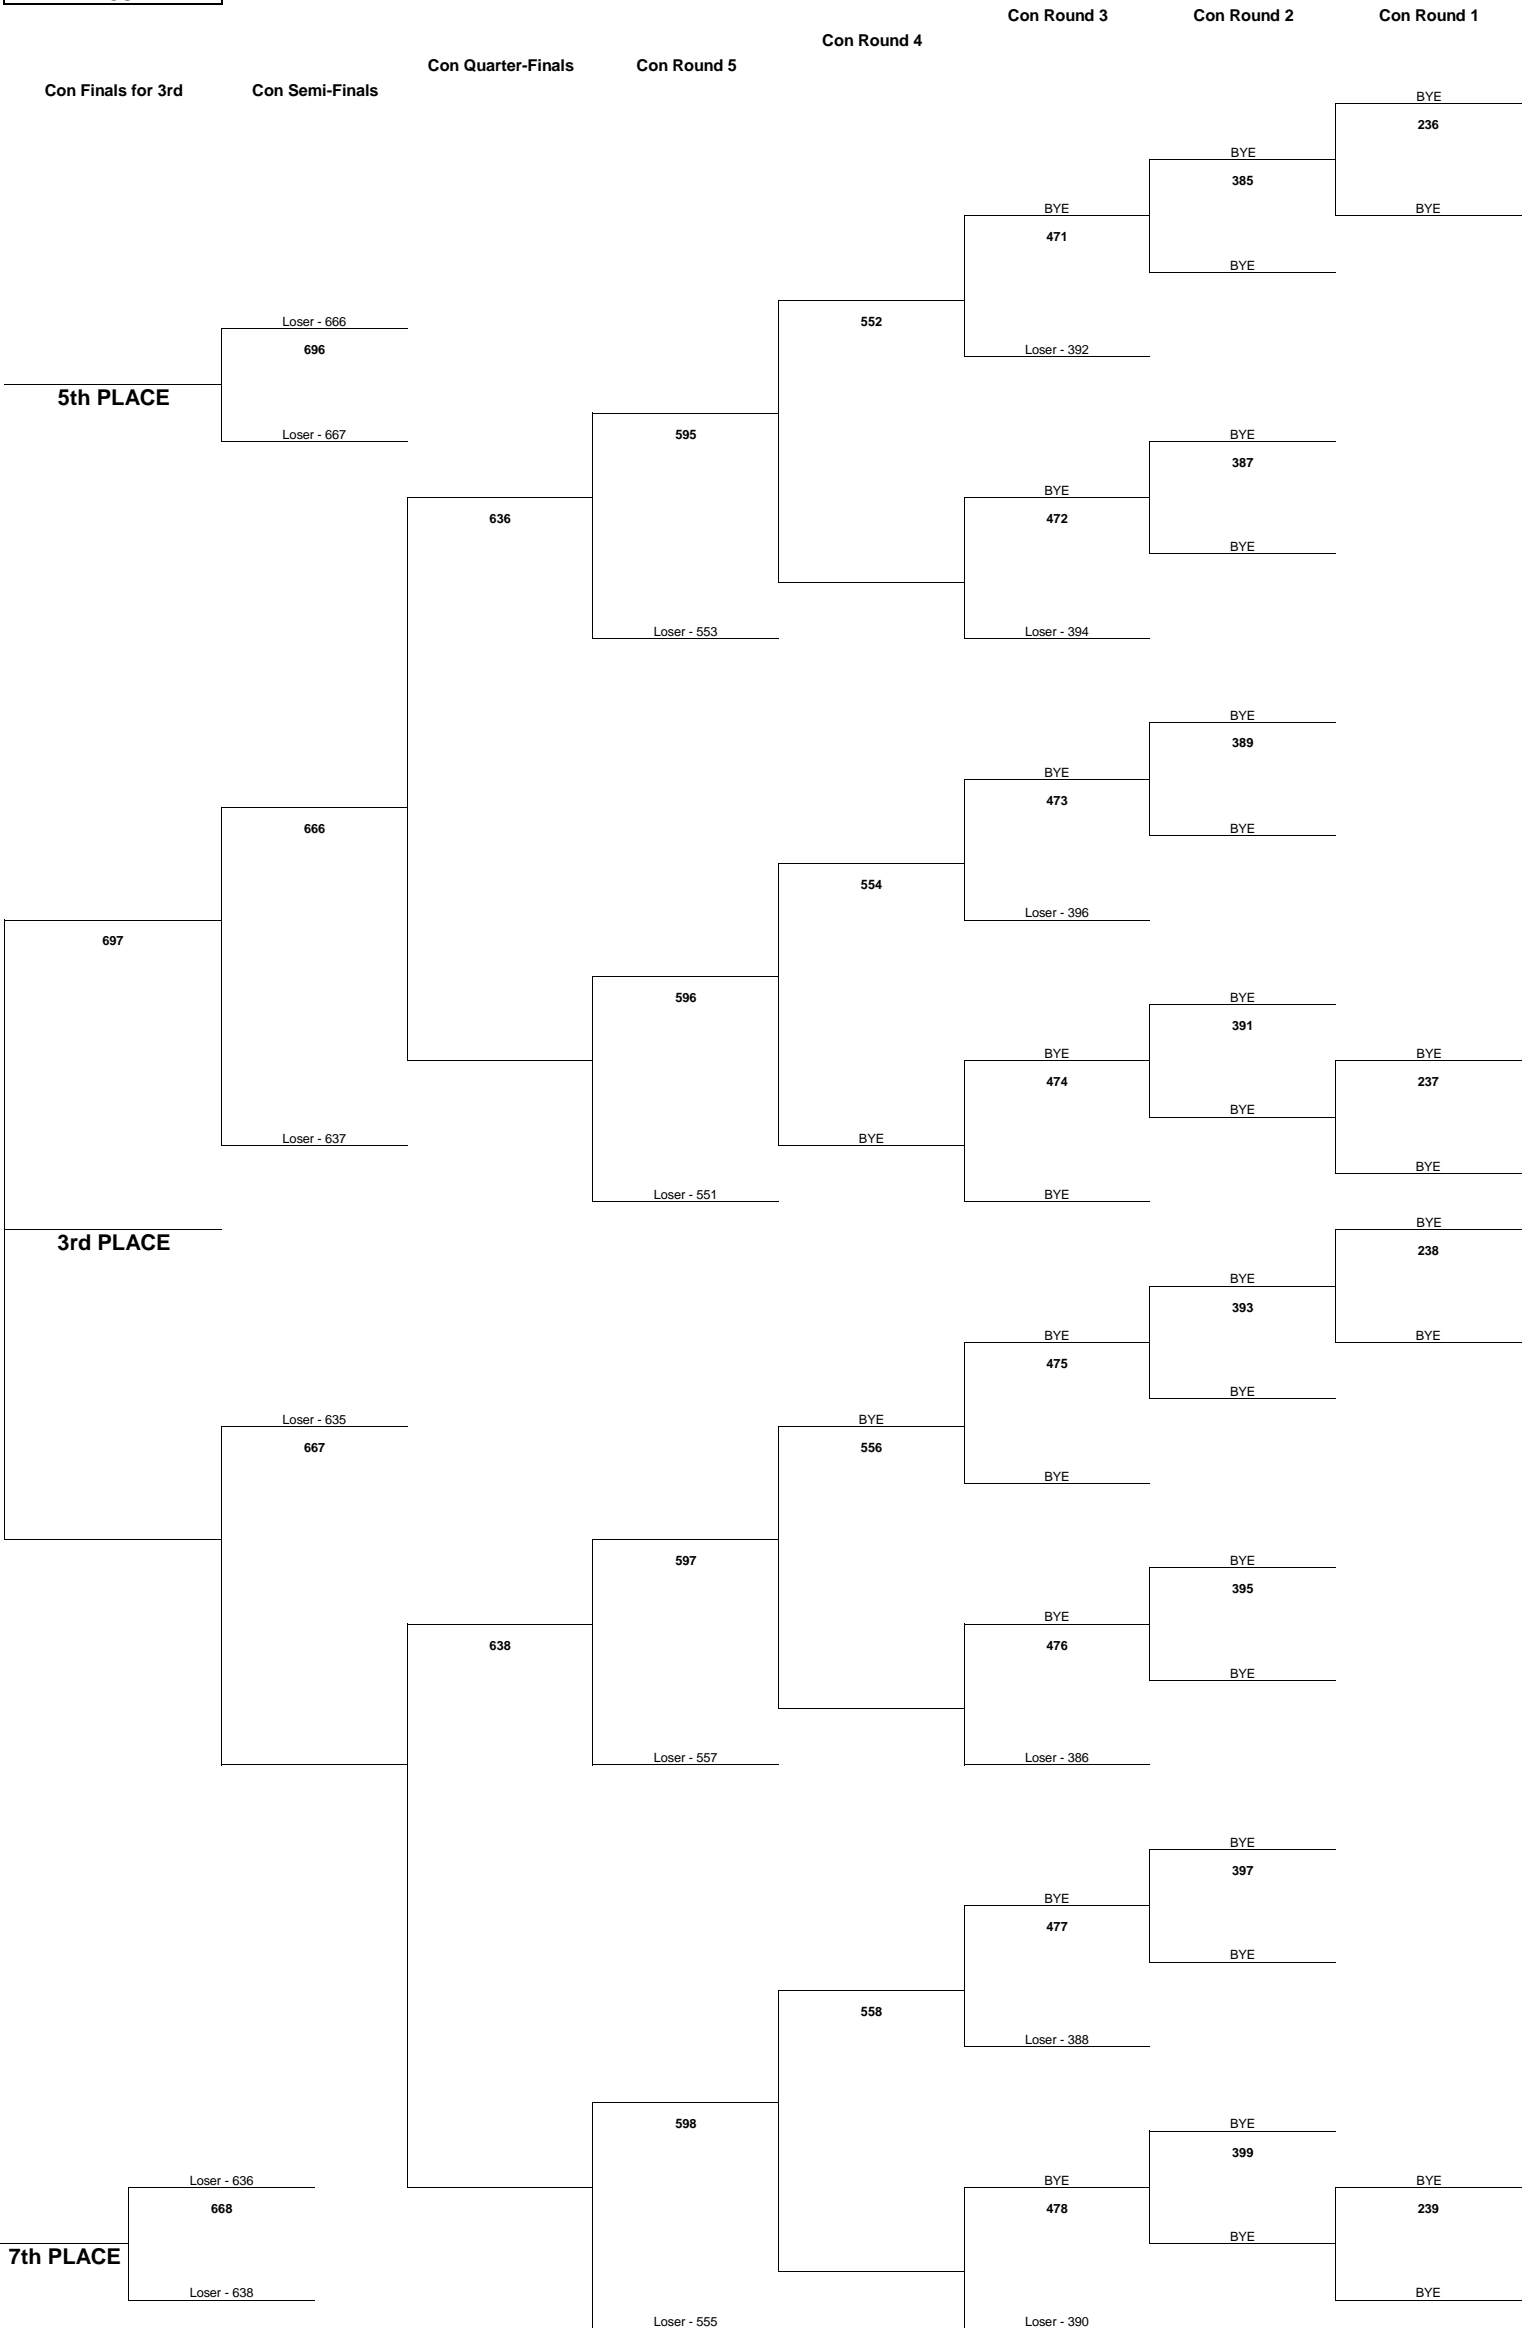 Con Round 3
Con Round 2
Con Round 1
Con Round 4
Con Quarter-Finals
Con Round 5
Con Finals for 3rd
Con Semi-Finals
BYE
236
BYE
385
BYE
BYE
471
BYE
Loser - 666
552
696
Loser - 392
5th PLACE
Loser - 667
595
BYE
387
BYE
636
472
BYE
Loser - 553
Loser - 394
BYE
389
BYE
473
666
BYE
554
Loser - 396
697
596
BYE
391
BYE
BYE
474
237
BYE
Loser - 637
BYE
BYE
Loser - 551
BYE
BYE
3rd PLACE
238
BYE
393
BYE
BYE
475
BYE
Loser - 635
BYE
667
556
BYE
597
BYE
395
BYE
638
476
BYE
Loser - 557
Loser - 386
BYE
397
BYE
477
BYE
558
Loser - 388
598
BYE
399
Loser - 636
BYE
BYE
668
478
239
BYE
7th PLACE
Loser - 638
BYE
Loser - 555
Loser - 390